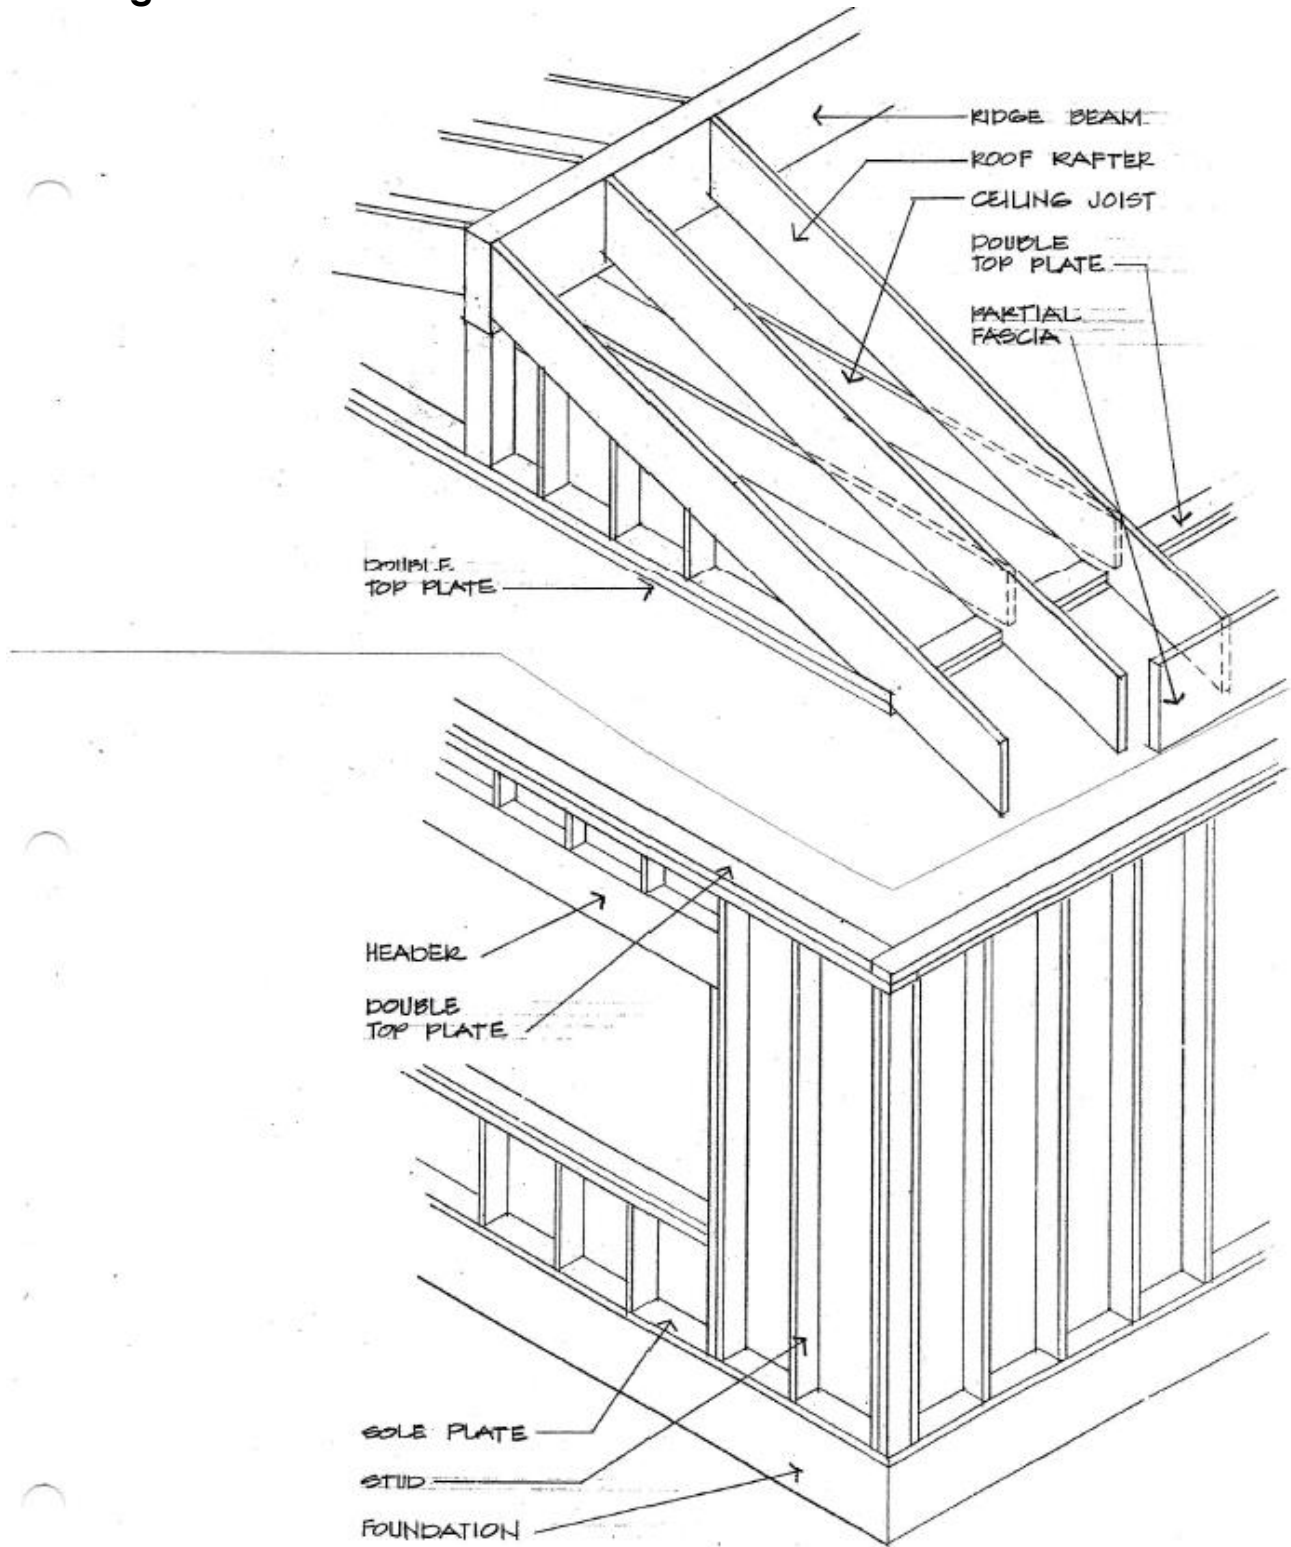 RIDGE BEAM
ROOF RAFTER
CEILING JOIST
DOUBLE
TOP PLATE
PARTIAL
FASCIA
DOUBLE
TOP PLATE
HEADER
DOUBLE
TOP PLATE
SOLE PLATE
STUD
FOUNDATION